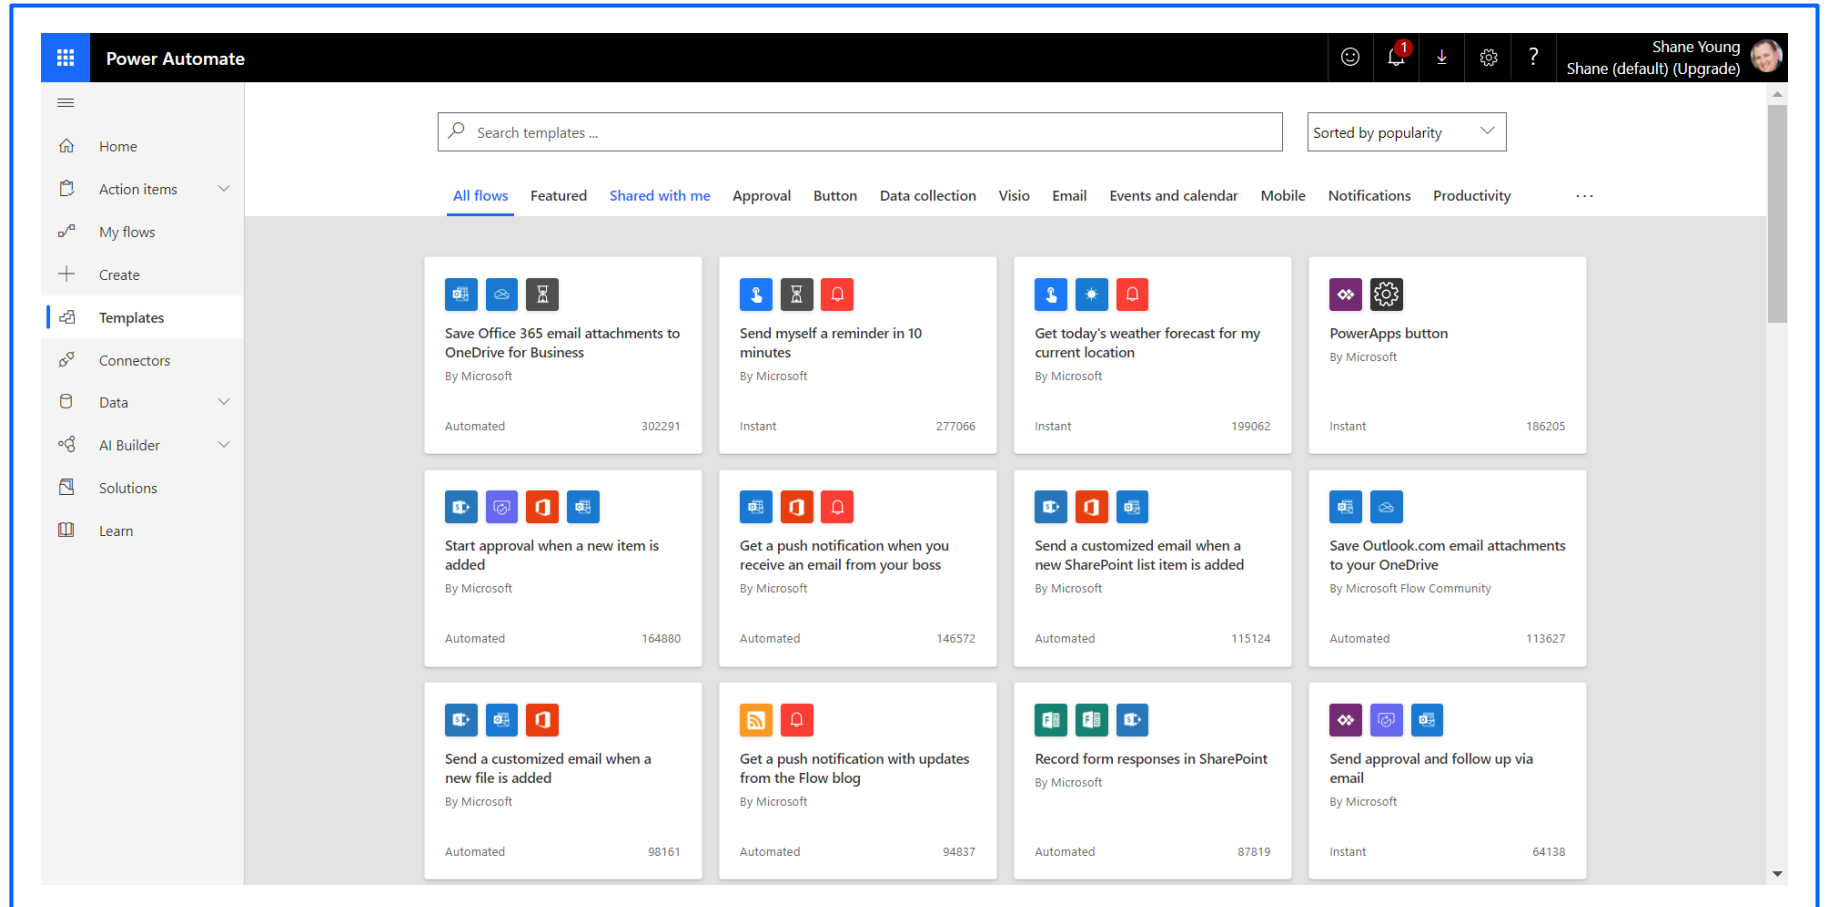 Power Automate
1
?
Shane Young
Shane (default) (Upgrade)
Home
Action items
My flows
Create
Templates
Connectors
Data
AI Builder
Solutions
Learn
Search templates ...
Sorted by popularity
All flows Featured Shared with me Approval Button Data collection Visio Email Events and calendar Mobile Notifications Productivity ...
Save Office 365 email attachments to
OneDrive for Business
By Microsoft
Automated 302291
Send myself a reminder in 10
minutes
By Microsoft
Instant 277066
Get today's weather forecast for my
current location
By Microsoft
Instant 199062
PowerApps button
By Microsoft
Instant 186205
Start approval when a new item is
added
By Microsoft
Automated 164880
Get a push notification when you
receive an email from your boss
By Microsoft
Automated 146572
Send a customized email when a
new SharePoint list item is added
By Microsoft
Automated 115124
Save Outlook.com email attachments
to your OneDrive
By Microsoft Flow Community
Automated 113627
Send a customized email when a
new file is added
By Microsoft
Automated 98161
Get a push notification with updates
from the Flow blog
By Microsoft
Automated 94837
Record form responses in SharePoint
By Microsoft
Automated 87819
Send approval and follow up via
email
By Microsoft
Instant 64138